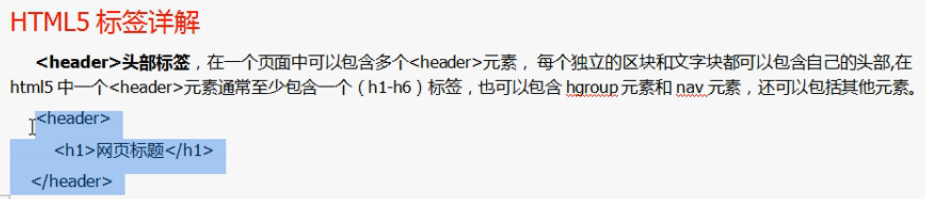 HTML5 标签详解
<header>头部标签，在一个页面中可以包含多个<header>元素， 每个独立的区块和文字块都可以包含自己的头部,在
html5 中一个<header>元素通常至少包含一个（h1-h6）标签，也可以包含 hgroup 元素和 nav 元素，还可以包括其他元素。
<header>
<h1>网页标题</h1>
</header>